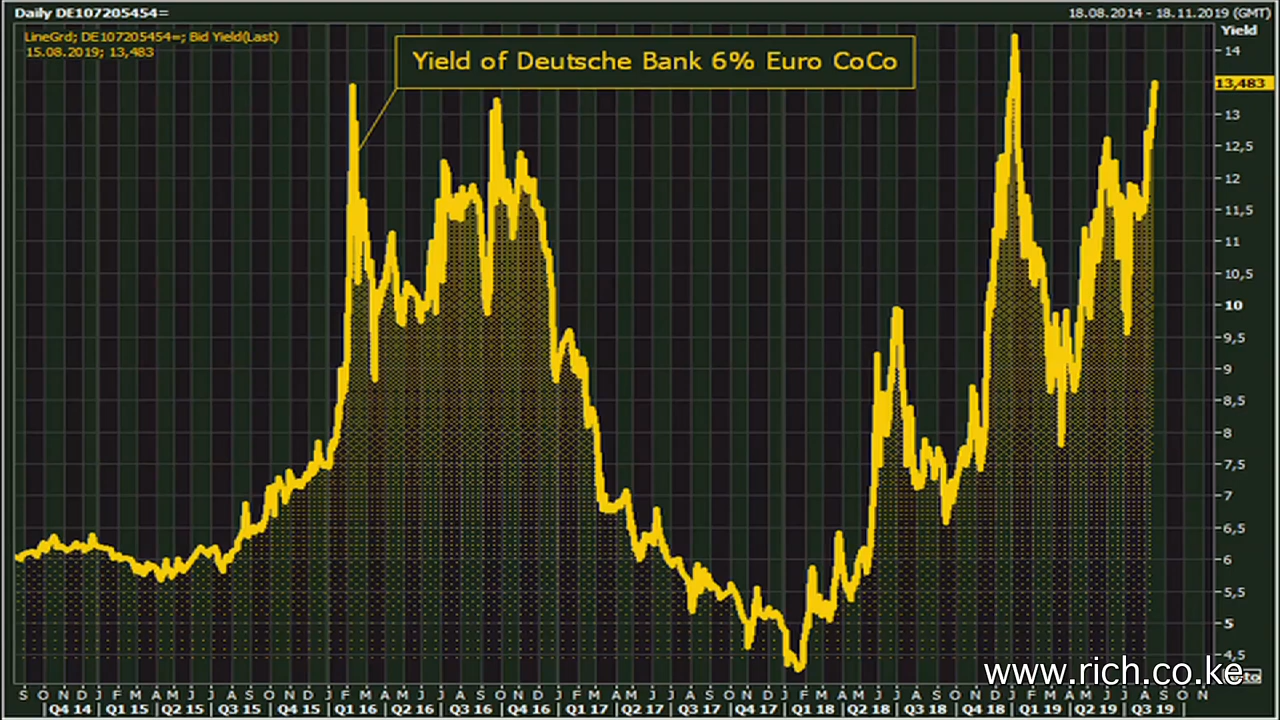 Daily DE107205454=
18.08.2014 - 18.11.2019 (GMT)
LineGrd; DE107205454=; Bid Yield(Last)
15.08.2019; 13,483
Yield of Deutsche Bank 6% Euro CoCo
Yield
14
13,483
13
12,5
12
11,5
11
10,5
10
9,5
9
8,5
8
7,5
7
6,5
6
5,5
5
4,5
www.rich.co.ke
S O N D J F M A M J J A S O N D J F M A M J J A S O N D J F M A M J J A S O N D J F M A M J J A S O N D J F M A M J J A S O N
Q4 14 Q1 15 Q2 15 Q3 15 Q4 15 Q1 16 Q2 16 Q3 16 Q4 16 Q1 17 Q2 17 Q3 17 Q4 17 Q1 18 Q2 18 Q3 18 Q4 18 Q1 19 Q2 19 Q3 19